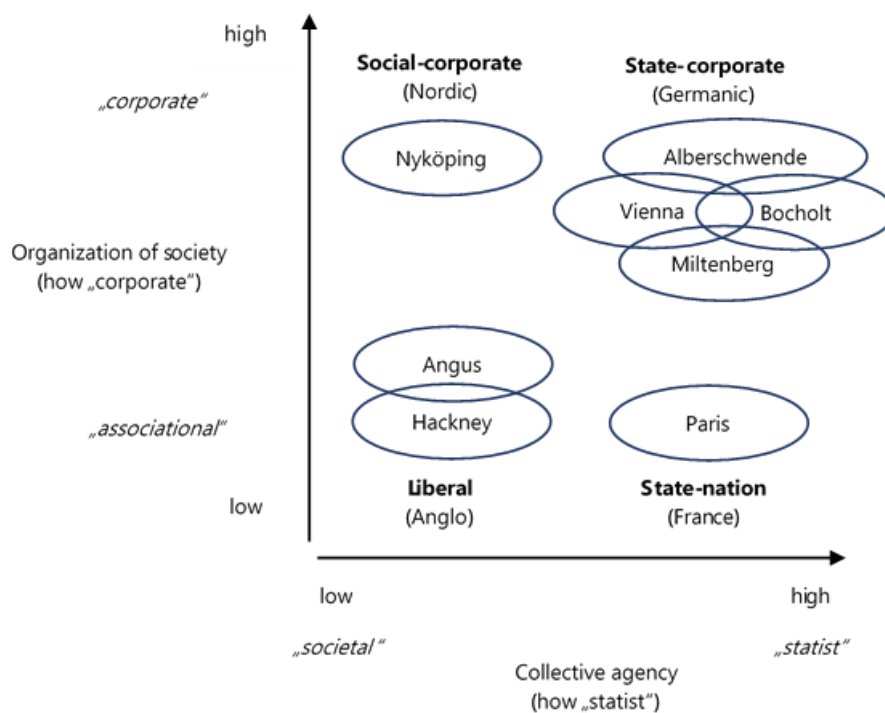 high
Social-corporate
(Nordic)
State-corporate
(Germanic)
„corporate“
Nyköping
Alberschwende
Vienna
Bocholt
Organization of society
(how „corporate“)
Miltenberg
Angus
Hackney
Paris
„associational“
Liberal
(Anglo)
State-nation
(France)
low
low
high
„societal“
„statist“
Collective agency
(how „statist“)